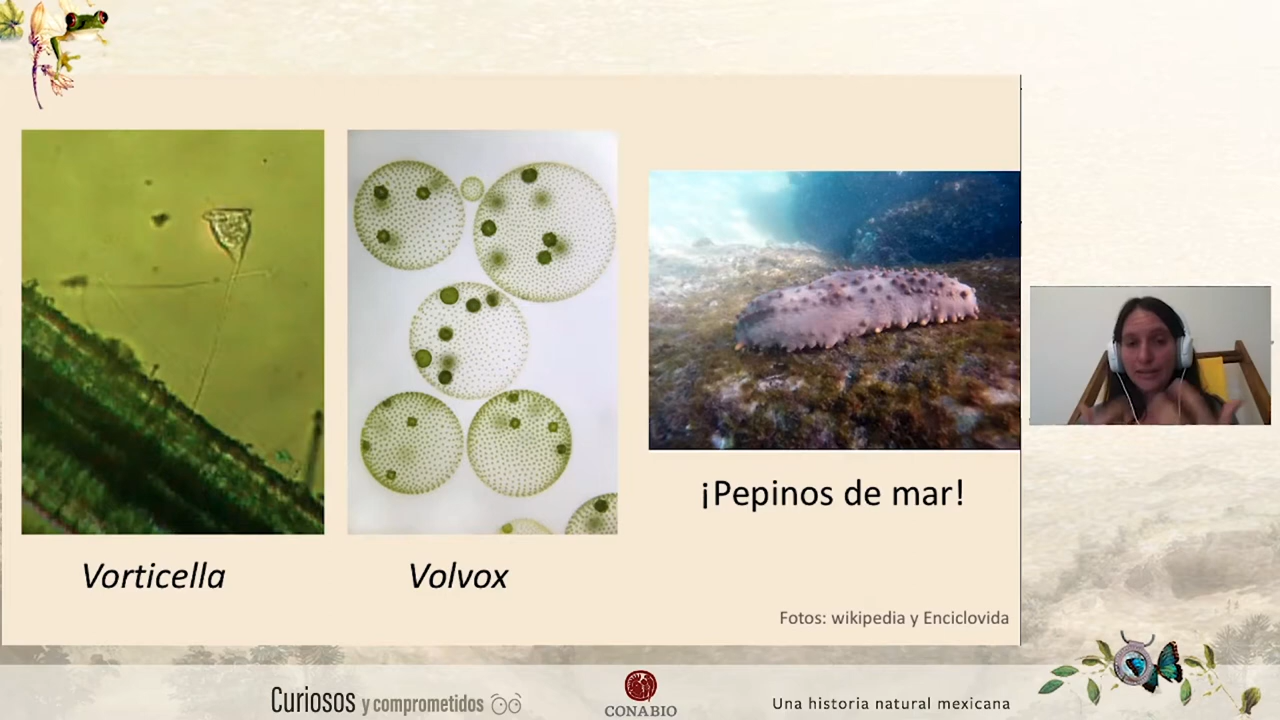 Vorticella
Volvox
¡Pepinos de mar!
Fotos: wikipedia y Enciclovida
Curiosos y comprometidos
CONABIO
Una historia natural mexicana